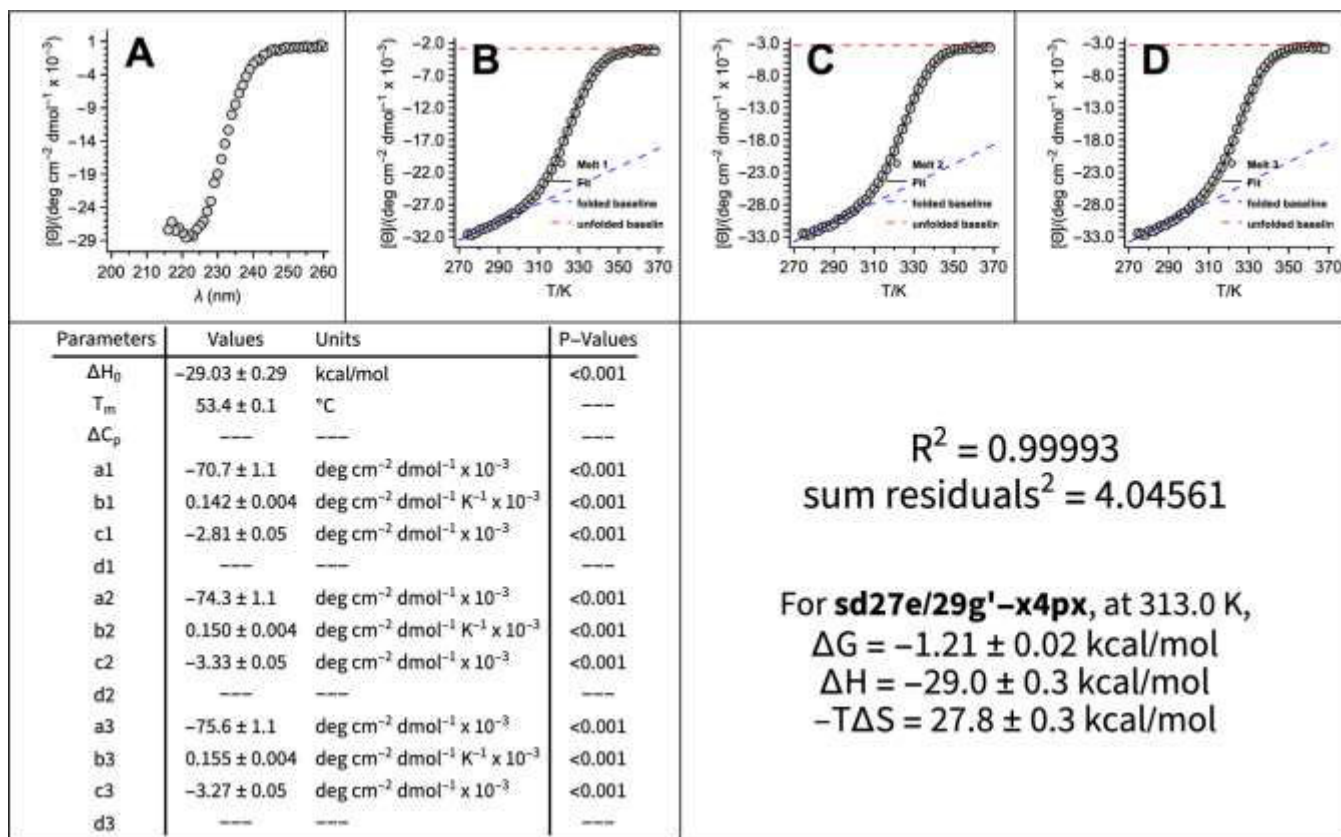 A
[Θ]/(deg cm⁻² dmol⁻¹ x 10⁻³)
1
−4
−9
−14
−19
−24
−29
200 210 220 230 240 250 260
λ (nm)
B
[Θ]/(deg cm⁻² dmol⁻¹ x 10⁻³)
−2.0
−7.0
−12.0
−17.0
−22.0
−27.0
−32.0
Melt 1
Fit
folded baseline
unfolded baselin
270 290 310 330 350 370
T/K
C
[Θ]/(deg cm⁻² dmol⁻¹ x 10⁻³)
−3.0
−8.0
−13.0
−18.0
−23.0
−28.0
−33.0
Melt 2
Fit
folded baseline
unfolded baselin
270 290 310 330 350 370
T/K
D
[Θ]/(deg cm⁻² dmol⁻¹ x 10⁻³)
−3.0
−8.0
−13.0
−18.0
−23.0
−28.0
−33.0
Melt 3
Fit
folded baseline
unfolded baselin
270 290 310 330 350 370
T/K
Parameters Values Units P−Values
ΔH₀ −29.03 ± 0.29 kcal/mol <0.001
Tₘ 53.4 ± 0.1 °C −−−
ΔCₚ −−− −−− −−−
a1 −70.7 ± 1.1 deg cm⁻² dmol⁻¹ x 10⁻³ <0.001
b1 0.142 ± 0.004 deg cm⁻² dmol⁻¹ K⁻¹ x 10⁻³ <0.001
c1 −2.81 ± 0.05 deg cm⁻² dmol⁻¹ x 10⁻³ <0.001
d1 −−− −−− −−−
a2 −74.3 ± 1.1 deg cm⁻² dmol⁻¹ x 10⁻³ <0.001
b2 0.150 ± 0.004 deg cm⁻² dmol⁻¹ K⁻¹ x 10⁻³ <0.001
c2 −3.33 ± 0.05 deg cm⁻² dmol⁻¹ x 10⁻³ <0.001
d2 −−− −−− −−−
a3 −75.6 ± 1.1 deg cm⁻² dmol⁻¹ x 10⁻³ <0.001
b3 0.155 ± 0.004 deg cm⁻² dmol⁻¹ K⁻¹ x 10⁻³ <0.001
c3 −3.27 ± 0.05 deg cm⁻² dmol⁻¹ x 10⁻³ <0.001
d3 −−− −−− −−−
R² = 0.99993
sum residuals² = 4.04561
For sd27e/29g'−x4px, at 313.0 K,
ΔG = −1.21 ± 0.02 kcal/mol
ΔH = −29.0 ± 0.3 kcal/mol
−TΔS = 27.8 ± 0.3 kcal/mol